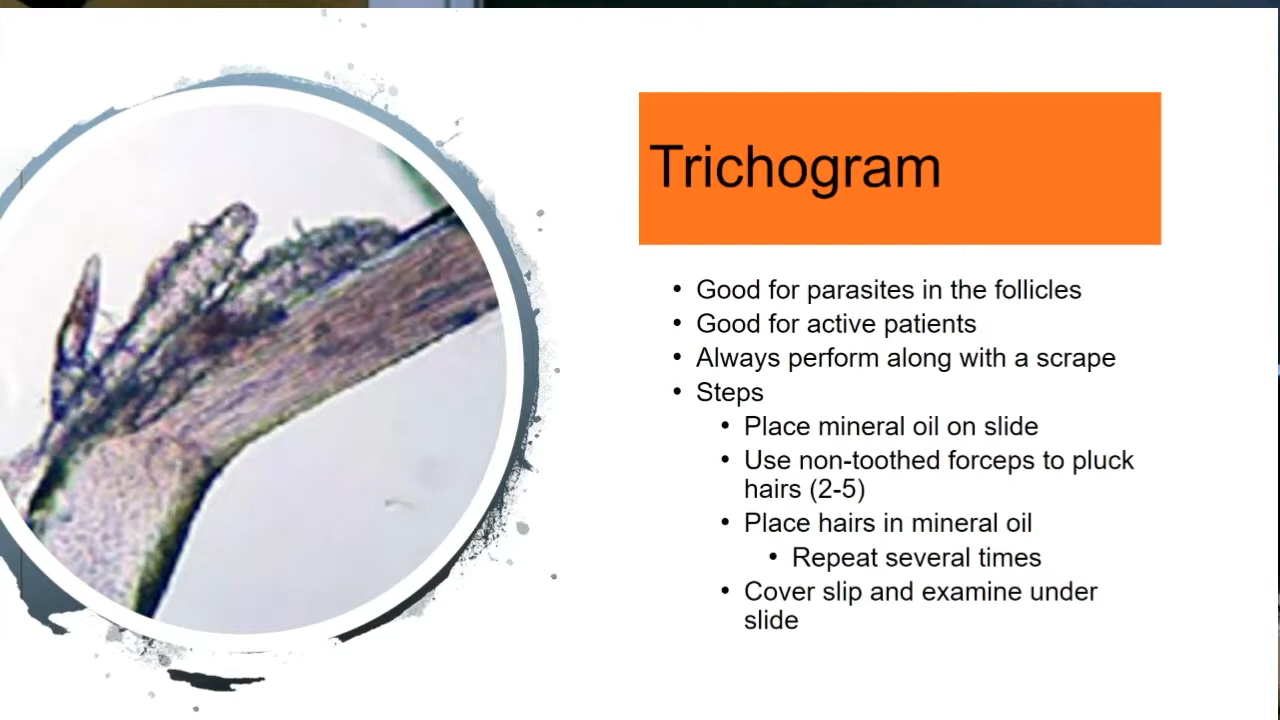 Trichogram
• Good for parasites in the follicles
• Good for active patients
• Always perform along with a scrape
• Steps
• Place mineral oil on slide
• Use non-toothed forceps to pluck
hairs (2-5)
• Place hairs in mineral oil
• Repeat several times
• Cover slip and examine under
slide